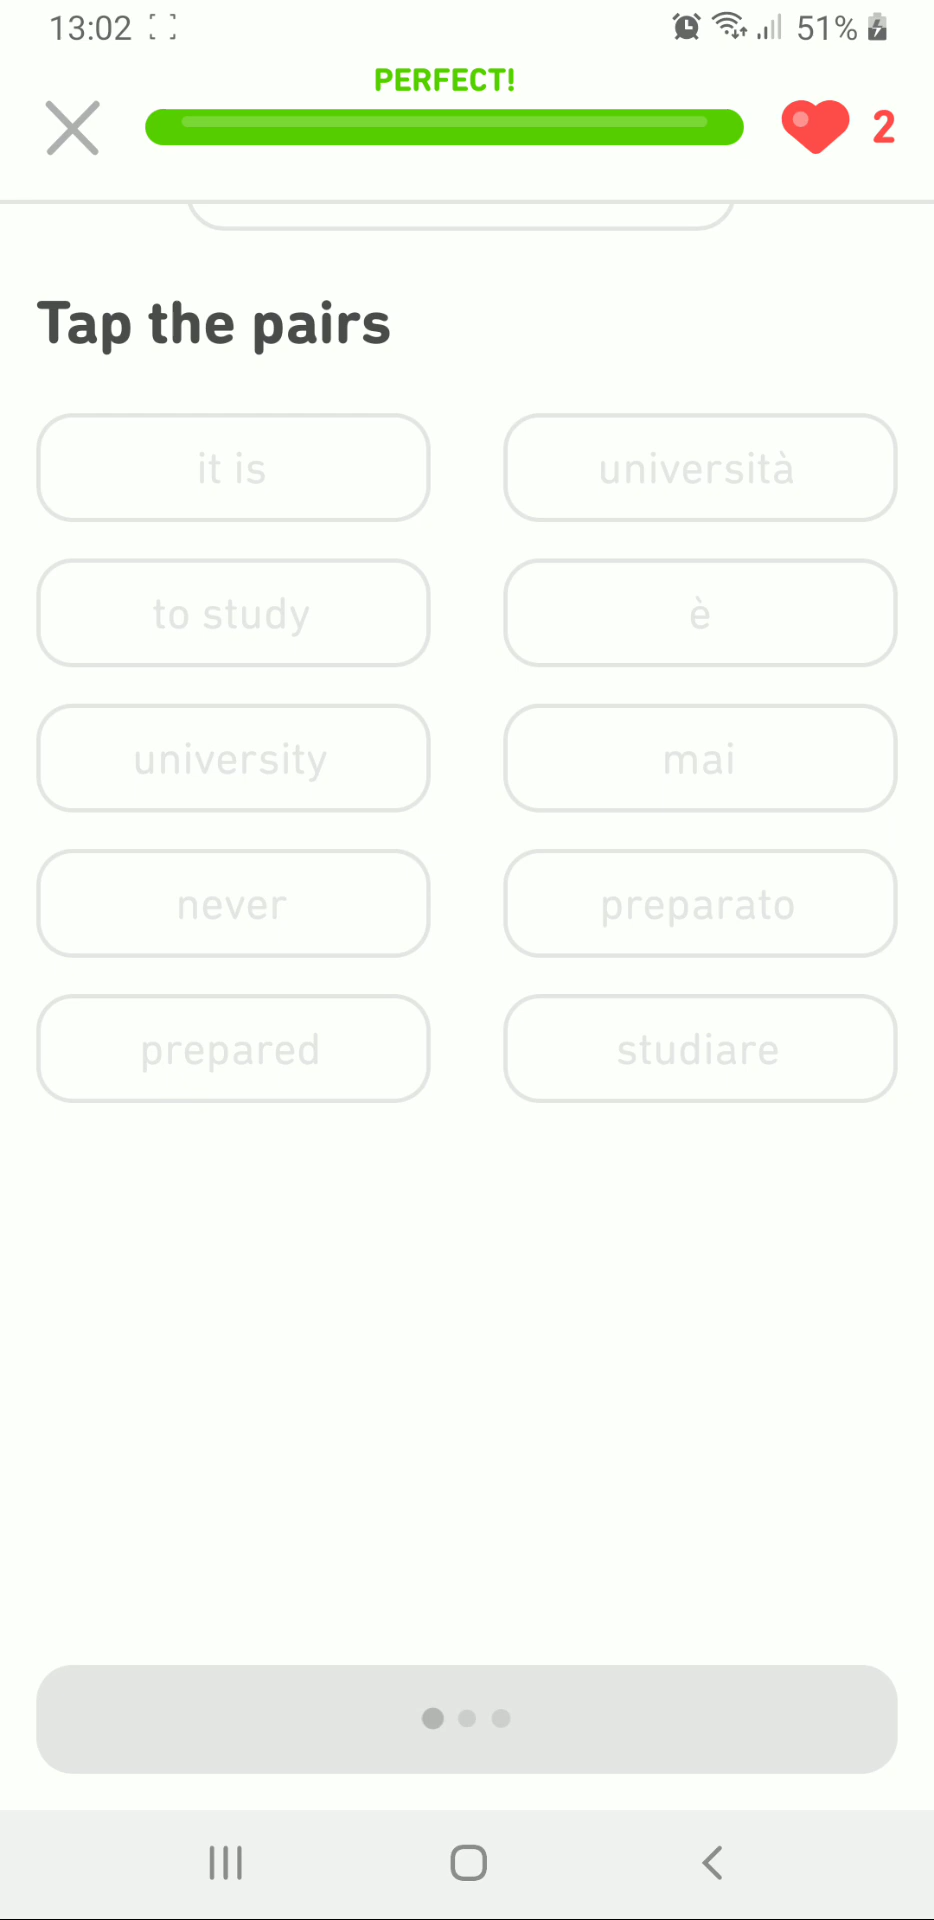 13:02 51%
PERFECT!
2
Tap the pairs
it is università
to study è
university mai
never preparato
prepared studiare